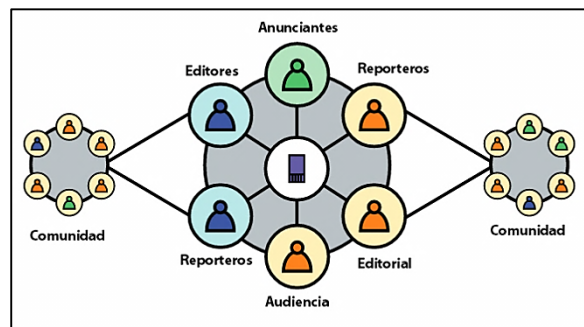 Anunciantes
Editores
Reporteros
Comunidad
Comunidad
Reporteros
Editorial
Audiencia